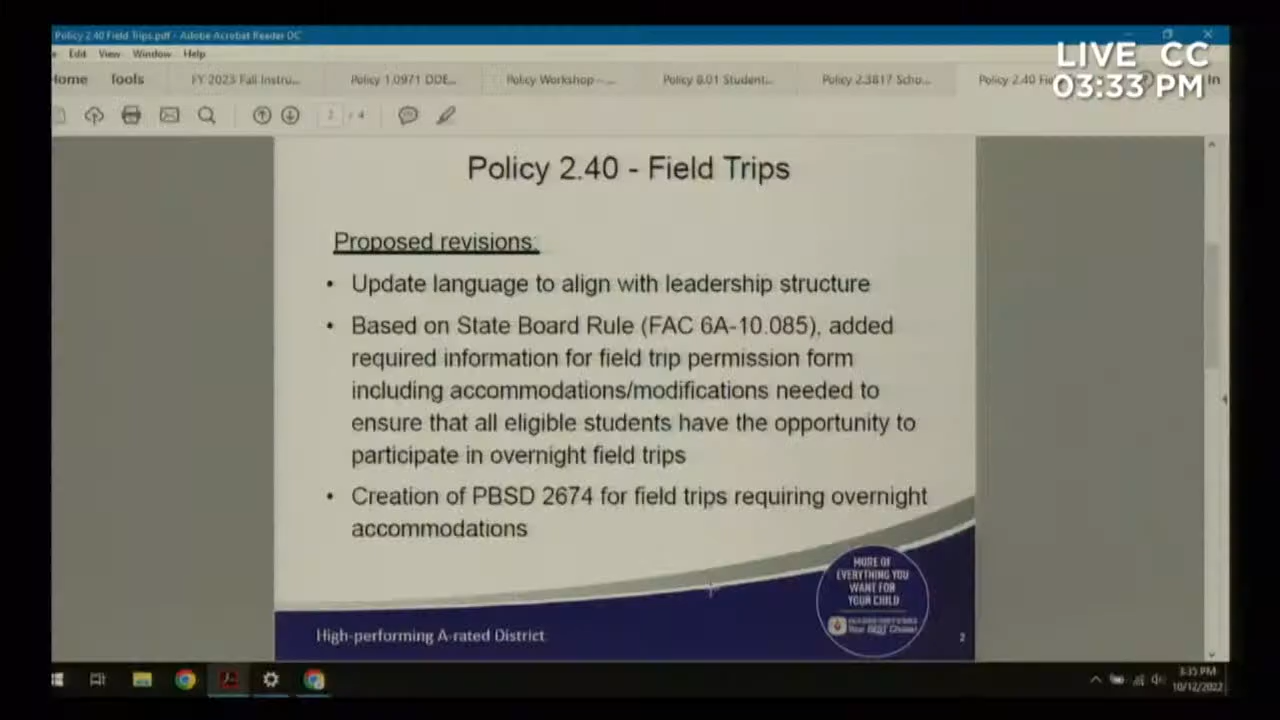 Policy 2.40 Field Trips.pdf - Adobe Acrobat Reader DC
Edit View Window Help
LIVE CC
03:33 PM
Home Tools FY 2023 Fall Instru... Policy 1.0971 DDE... Policy Workshop -... Policy 8.01 Student... Policy 2.3817 Scho... Policy 2.40 Fie In
2 / 4
Policy 2.40 - Field Trips
Proposed revisions:
• Update language to align with leadership structure
• Based on State Board Rule (FAC 6A-10.085), added
required information for field trip permission form
including accommodations/modifications needed to
ensure that all eligible students have the opportunity to
participate in overnight field trips
• Creation of PBSD 2674 for field trips requiring overnight
accommodations
MORE OF
EVERYTHING YOU
WANT FOR
YOUR CHILD
Your BEST Choice!
High-performing A-rated District
2
3:35 PM
10/12/2022